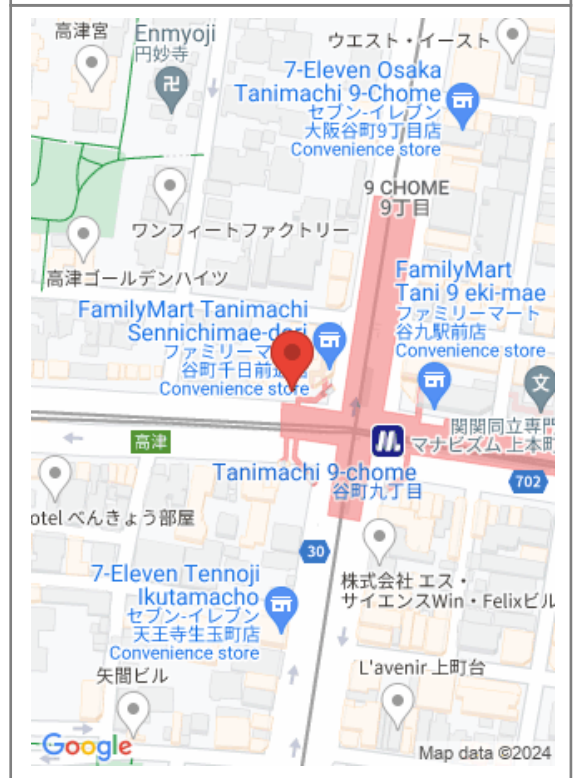 高津宮
Enmyoji
円妙寺
ウエスト・イースト
7-Eleven Osaka
Tanimachi 9-Chome
セブン-イレブン
大阪谷町9丁目店
Convenience store
9 CHOME
9丁目
ワンフィートファクトリー
高津ゴールデンハイツ
FamilyMart
Tani 9 eki-mae
ファミリーマート
谷九駅前店
Convenience store
FamilyMart Tanimachi
Sennichimae-dori
ファミリーマ
谷町千日前通店
Convenience store
文
高津
関関同立専門
マナビズム 上本町
Tanimachi 9-chome
谷町九丁目
702
otel べんきょう部屋
30
株式会社 エス・
サイエンスWin・Felixビル
7-Eleven Tennoji
Ikutamacho
セブン-イレブン
天王寺生玉町店
Convenience store
矢間ビル
L'avenir 上町台
Google
Map data ©2024